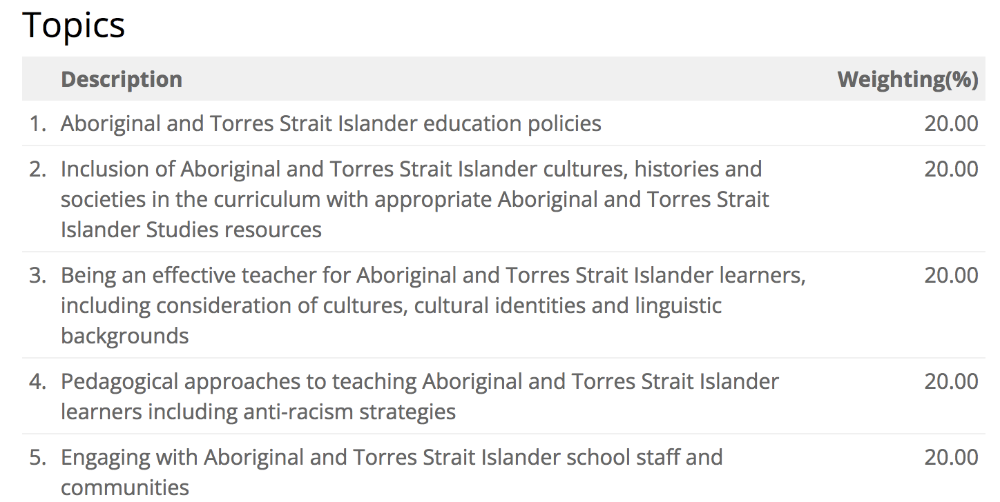 Topics
Description Weighting(%)
1. Aboriginal and Torres Strait Islander education policies 20.00
2. Inclusion of Aboriginal and Torres Strait Islander cultures, histories and 20.00
societies in the curriculum with appropriate Aboriginal and Torres Strait
Islander Studies resources
3. Being an effective teacher for Aboriginal and Torres Strait Islander learners, 20.00
including consideration of cultures, cultural identities and linguistic
backgrounds
4. Pedagogical approaches to teaching Aboriginal and Torres Strait Islander 20.00
learners including anti-racism strategies
5. Engaging with Aboriginal and Torres Strait Islander school staff and 20.00
communities